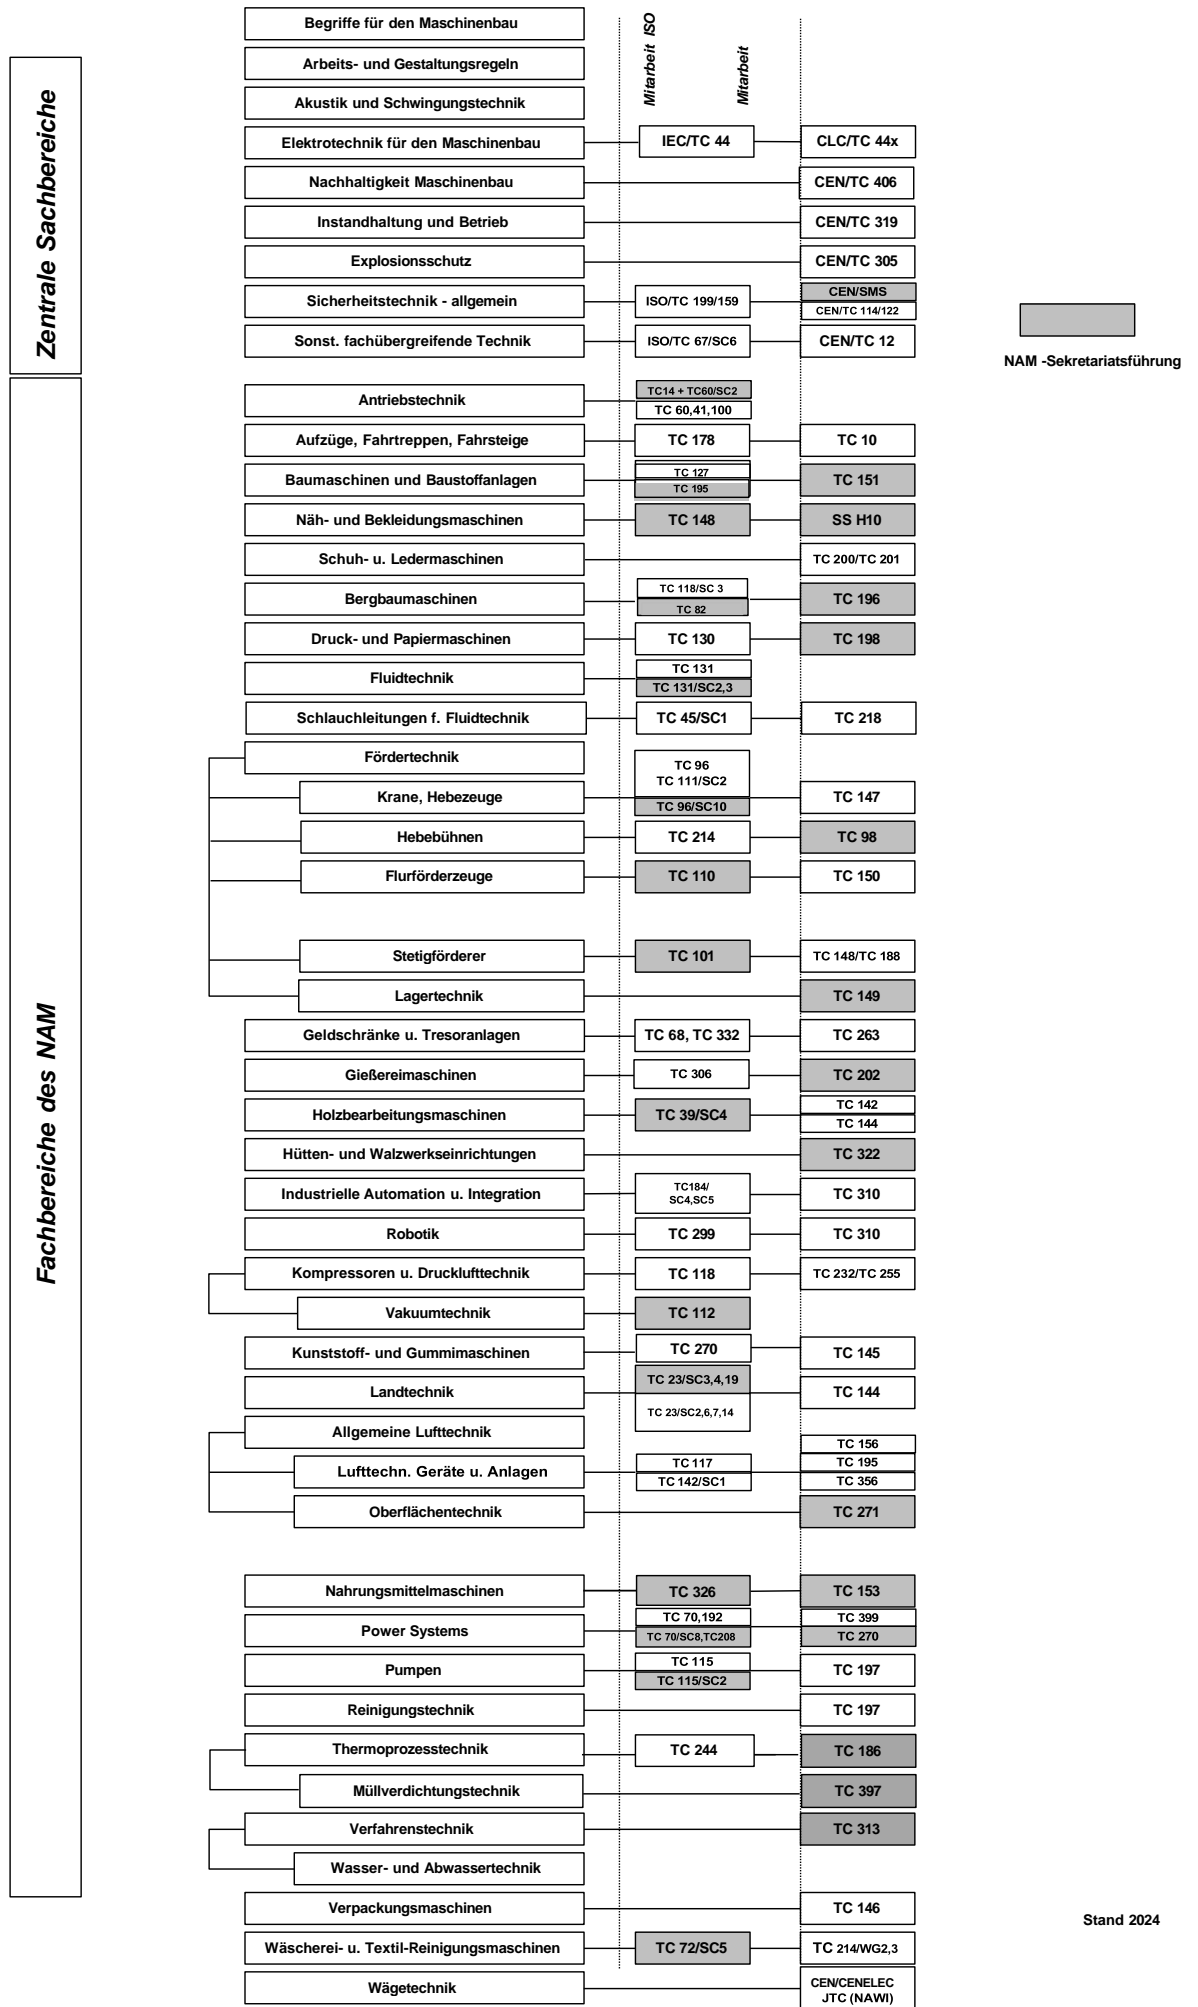 Zentrale Sachbereiche
Fachbereiche des NAM
Mitarbeit ISO
Mitarbeit
Begriffe für den Maschinenbau
Arbeits- und Gestaltungsregeln
Akustik und Schwingungstechnik
Elektrotechnik für den Maschinenbau
IEC/TC 44
CLC/TC 44x
Nachhaltigkeit Maschinenbau
CEN/TC 406
Instandhaltung und Betrieb
CEN/TC 319
Explosionsschutz
CEN/TC 305
Sicherheitstechnik - allgemein
ISO/TC 199/159
CEN/SMS
CEN/TC 114/122
Sonst. fachübergreifende Technik
ISO/TC 67/SC6
CEN/TC 12
NAM -Sekretariatsführung
Antriebstechnik
TC14 + TC60/SC2
TC 60,41,100
Aufzüge, Fahrtreppen, Fahrsteige
TC 178
TC 10
Baumaschinen und Baustoffanlagen
TC 127
TC 195
TC 151
Näh- und Bekleidungsmaschinen
TC 148
SS H10
Schuh- u. Ledermaschinen
TC 200/TC 201
Bergbaumaschinen
TC 118/SC 3
TC 82
TC 196
Druck- und Papiermaschinen
TC 130
TC 198
Fluidtechnik
TC 131
TC 131/SC2,3
Schlauchleitungen f. Fluidtechnik
TC 45/SC1
TC 218
Fördertechnik
TC 96
TC 111/SC2
Krane, Hebezeuge
TC 96/SC10
TC 147
Hebebühnen
TC 214
TC 98
Flurförderzeuge
TC 110
TC 150
Stetigförderer
TC 101
TC 148/TC 188
Lagertechnik
TC 149
Geldschränke u. Tresoranlagen
TC 68, TC 332
TC 263
Gießereimaschinen
TC 306
TC 202
Holzbearbeitungsmaschinen
TC 39/SC4
TC 142
TC 144
Hütten- und Walzwerkseinrichtungen
TC 322
Industrielle Automation u. Integration
TC184/
SC4,SC5
TC 310
Robotik
TC 299
TC 310
Kompressoren u. Drucklufttechnik
TC 118
TC 232/TC 255
Vakuumtechnik
TC 112
Kunststoff- und Gummimaschinen
TC 270
TC 145
Landtechnik
TC 23/SC3,4,19
TC 23/SC2,6,7,14
TC 144
Allgemeine Lufttechnik
Lufttechn. Geräte u. Anlagen
TC 117
TC 142/SC1
TC 156
TC 195
TC 356
Oberflächentechnik
TC 271
Nahrungsmittelmaschinen
TC 326
TC 153
Power Systems
TC 70,192
TC 70/SC8,TC208
TC 399
TC 270
Pumpen
TC 115
TC 115/SC2
TC 197
Reinigungstechnik
TC 197
Thermoprozesstechnik
TC 244
TC 186
Müllverdichtungstechnik
TC 397
Verfahrenstechnik
TC 313
Wasser- und Abwassertechnik
Verpackungsmaschinen
TC 146
Stand 2024
Wäscherei- u. Textil-Reinigungsmaschinen
TC 72/SC5
TC 214/WG2,3
Wägetechnik
CEN/CENELEC
JTC (NAWI)